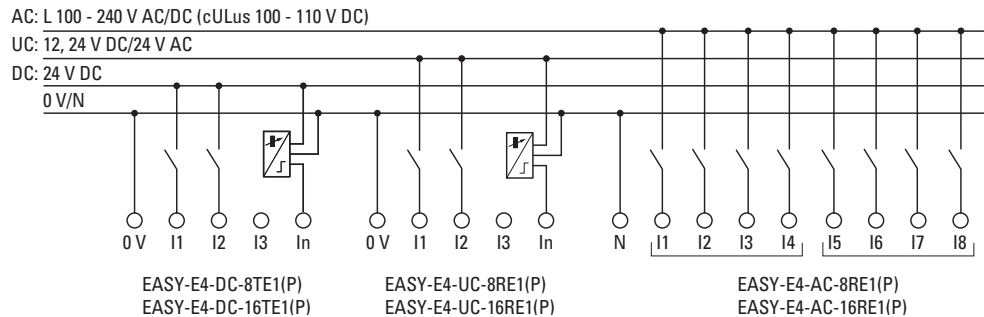 AC: L 100 - 240 V AC/DC (cULus 100 - 110 V DC)
UC: 12, 24 V DC/24 V AC
DC: 24 V DC
0 V/N
0 V I1 I2 I3 In 0 V I1 I2 I3 In N I1 I2 I3 I4 I5 I6 I7 I8
EASY-E4-DC-8TE1(P) EASY-E4-UC-8RE1(P) EASY-E4-AC-8RE1(P)
EASY-E4-DC-16TE1(P) EASY-E4-UC-16RE1(P) EASY-E4-AC-16RE1(P)